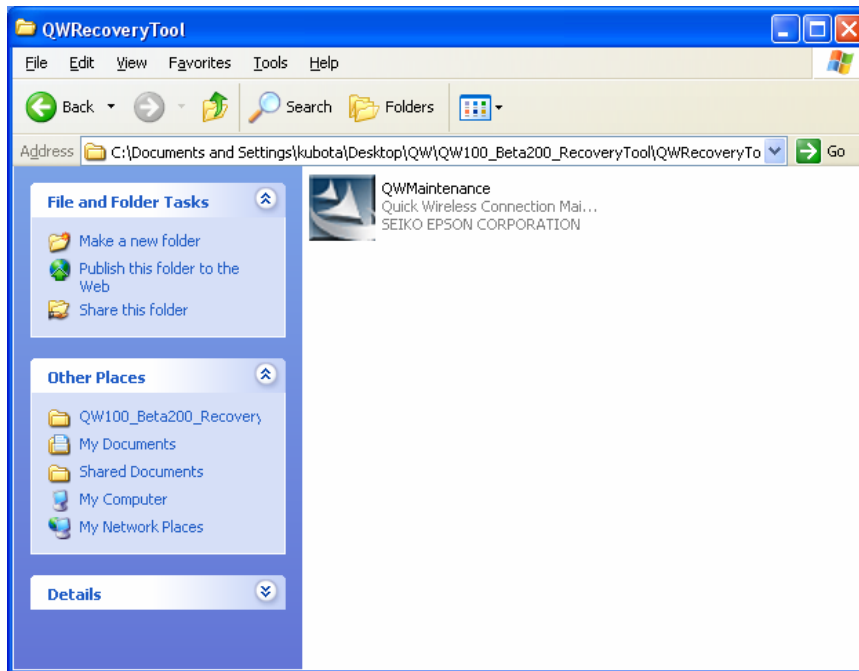 QWRecoveryTool
File Edit View Favorites Tools Help
Back Search Folders
Address C:\Documents and Settings\kubota\Desktop\QW\QW100_Beta200_RecoveryTool\QWRecoveryTo Go
File and Folder Tasks
Make a new folder
Publish this folder to the
Web
Share this folder
Other Places
QW100_Beta200_Recovery
My Documents
Shared Documents
My Computer
My Network Places
Details
QWMaintenance
Quick Wireless Connection Mai...
SEIKO EPSON CORPORATION